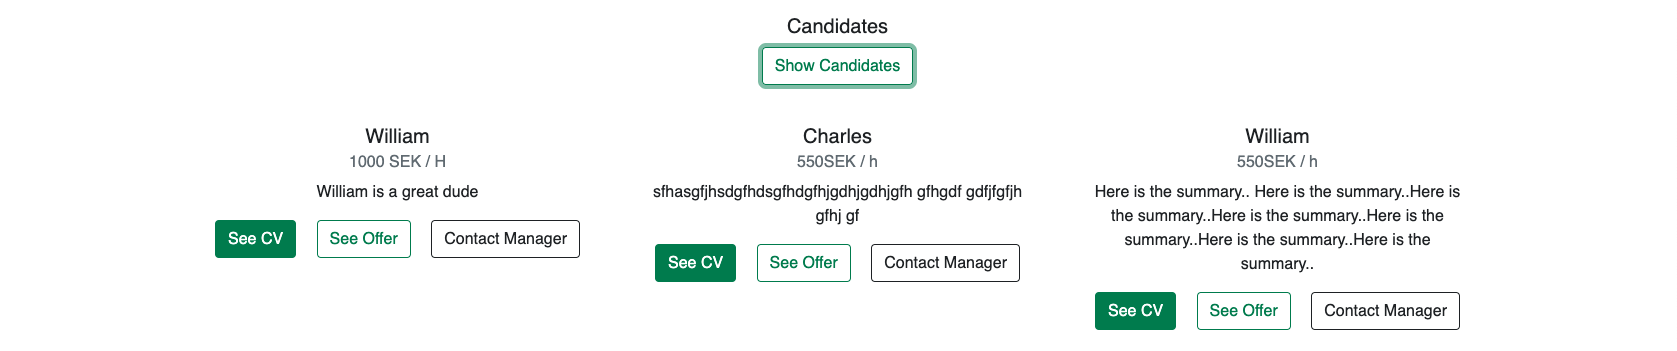 Candidates
Show Candidates
William
1000 SEK / H
William is a great dude
See CV
See Offer
Contact Manager
Charles
550SEK / h
sfhasgfjhsdgfhdsgfhdgfhjgdhjgdhjgfh gfhgdf gdfjfgfjh
gfhj gf
See CV
See Offer
Contact Manager
William
550SEK / h
Here is the summary.. Here is the summary..Here is
the summary..Here is the summary..Here is the
summary..Here is the summary..Here is the
summary..
See CV
See Offer
Contact Manager